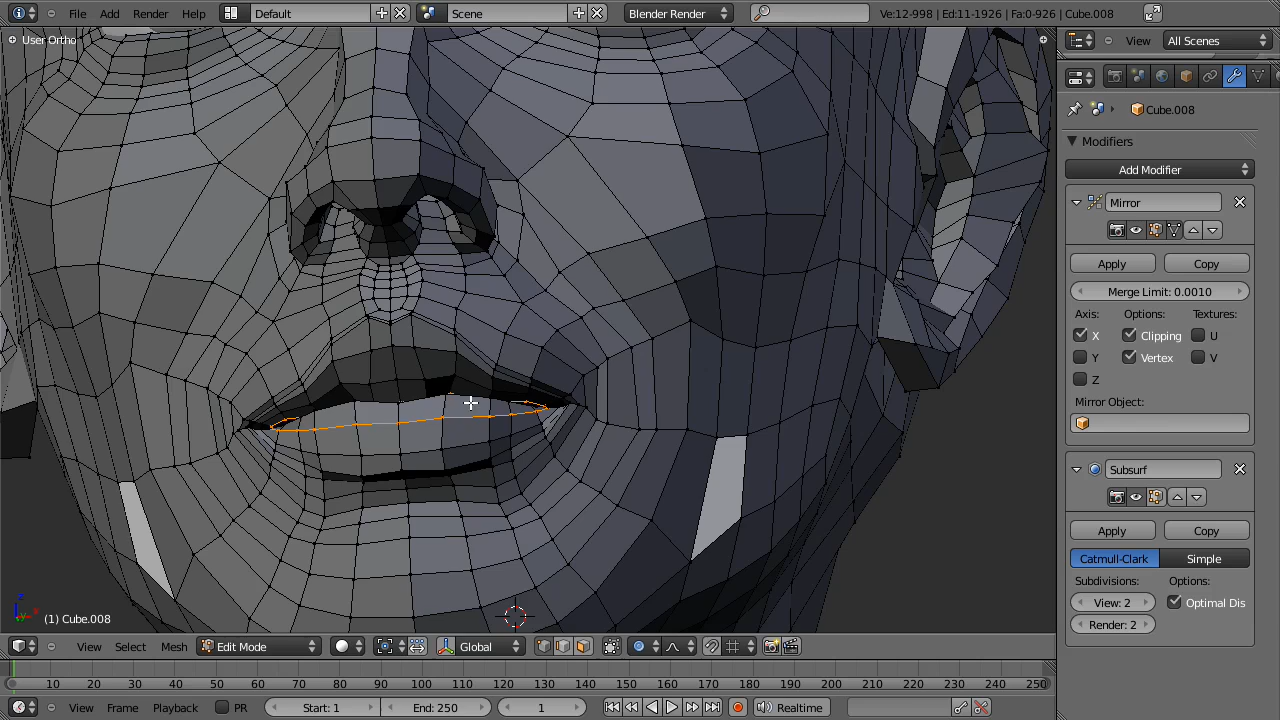 File Add Render Help Default Scene Blender Render Ve:12-998 | Ed:11-1926 | Fa:0-926 | Cube.008
User Ortho
View All Scenes
Cube.008
Modifiers
Add Modifier
Mirror
Apply Copy
Merge Limit: 0.0010
Axis: Options: Textures:
X Clipping U
Y Vertex V
Z
Mirror Object:
Subsurf
Apply Copy
Catmull-Clark Simple
Subdivisions: Options:
View: 2 Optimal Dis
Render: 2
z
y x
(1) Cube.008
View Select Mesh Edit Mode Global
10 20 30 40 50 60 70 80 90 100 110 120 130 140 150 160 170 180 190 200 210 220 230 240 250
View Frame Playback PR Start: 1 End: 250 1 Realtime